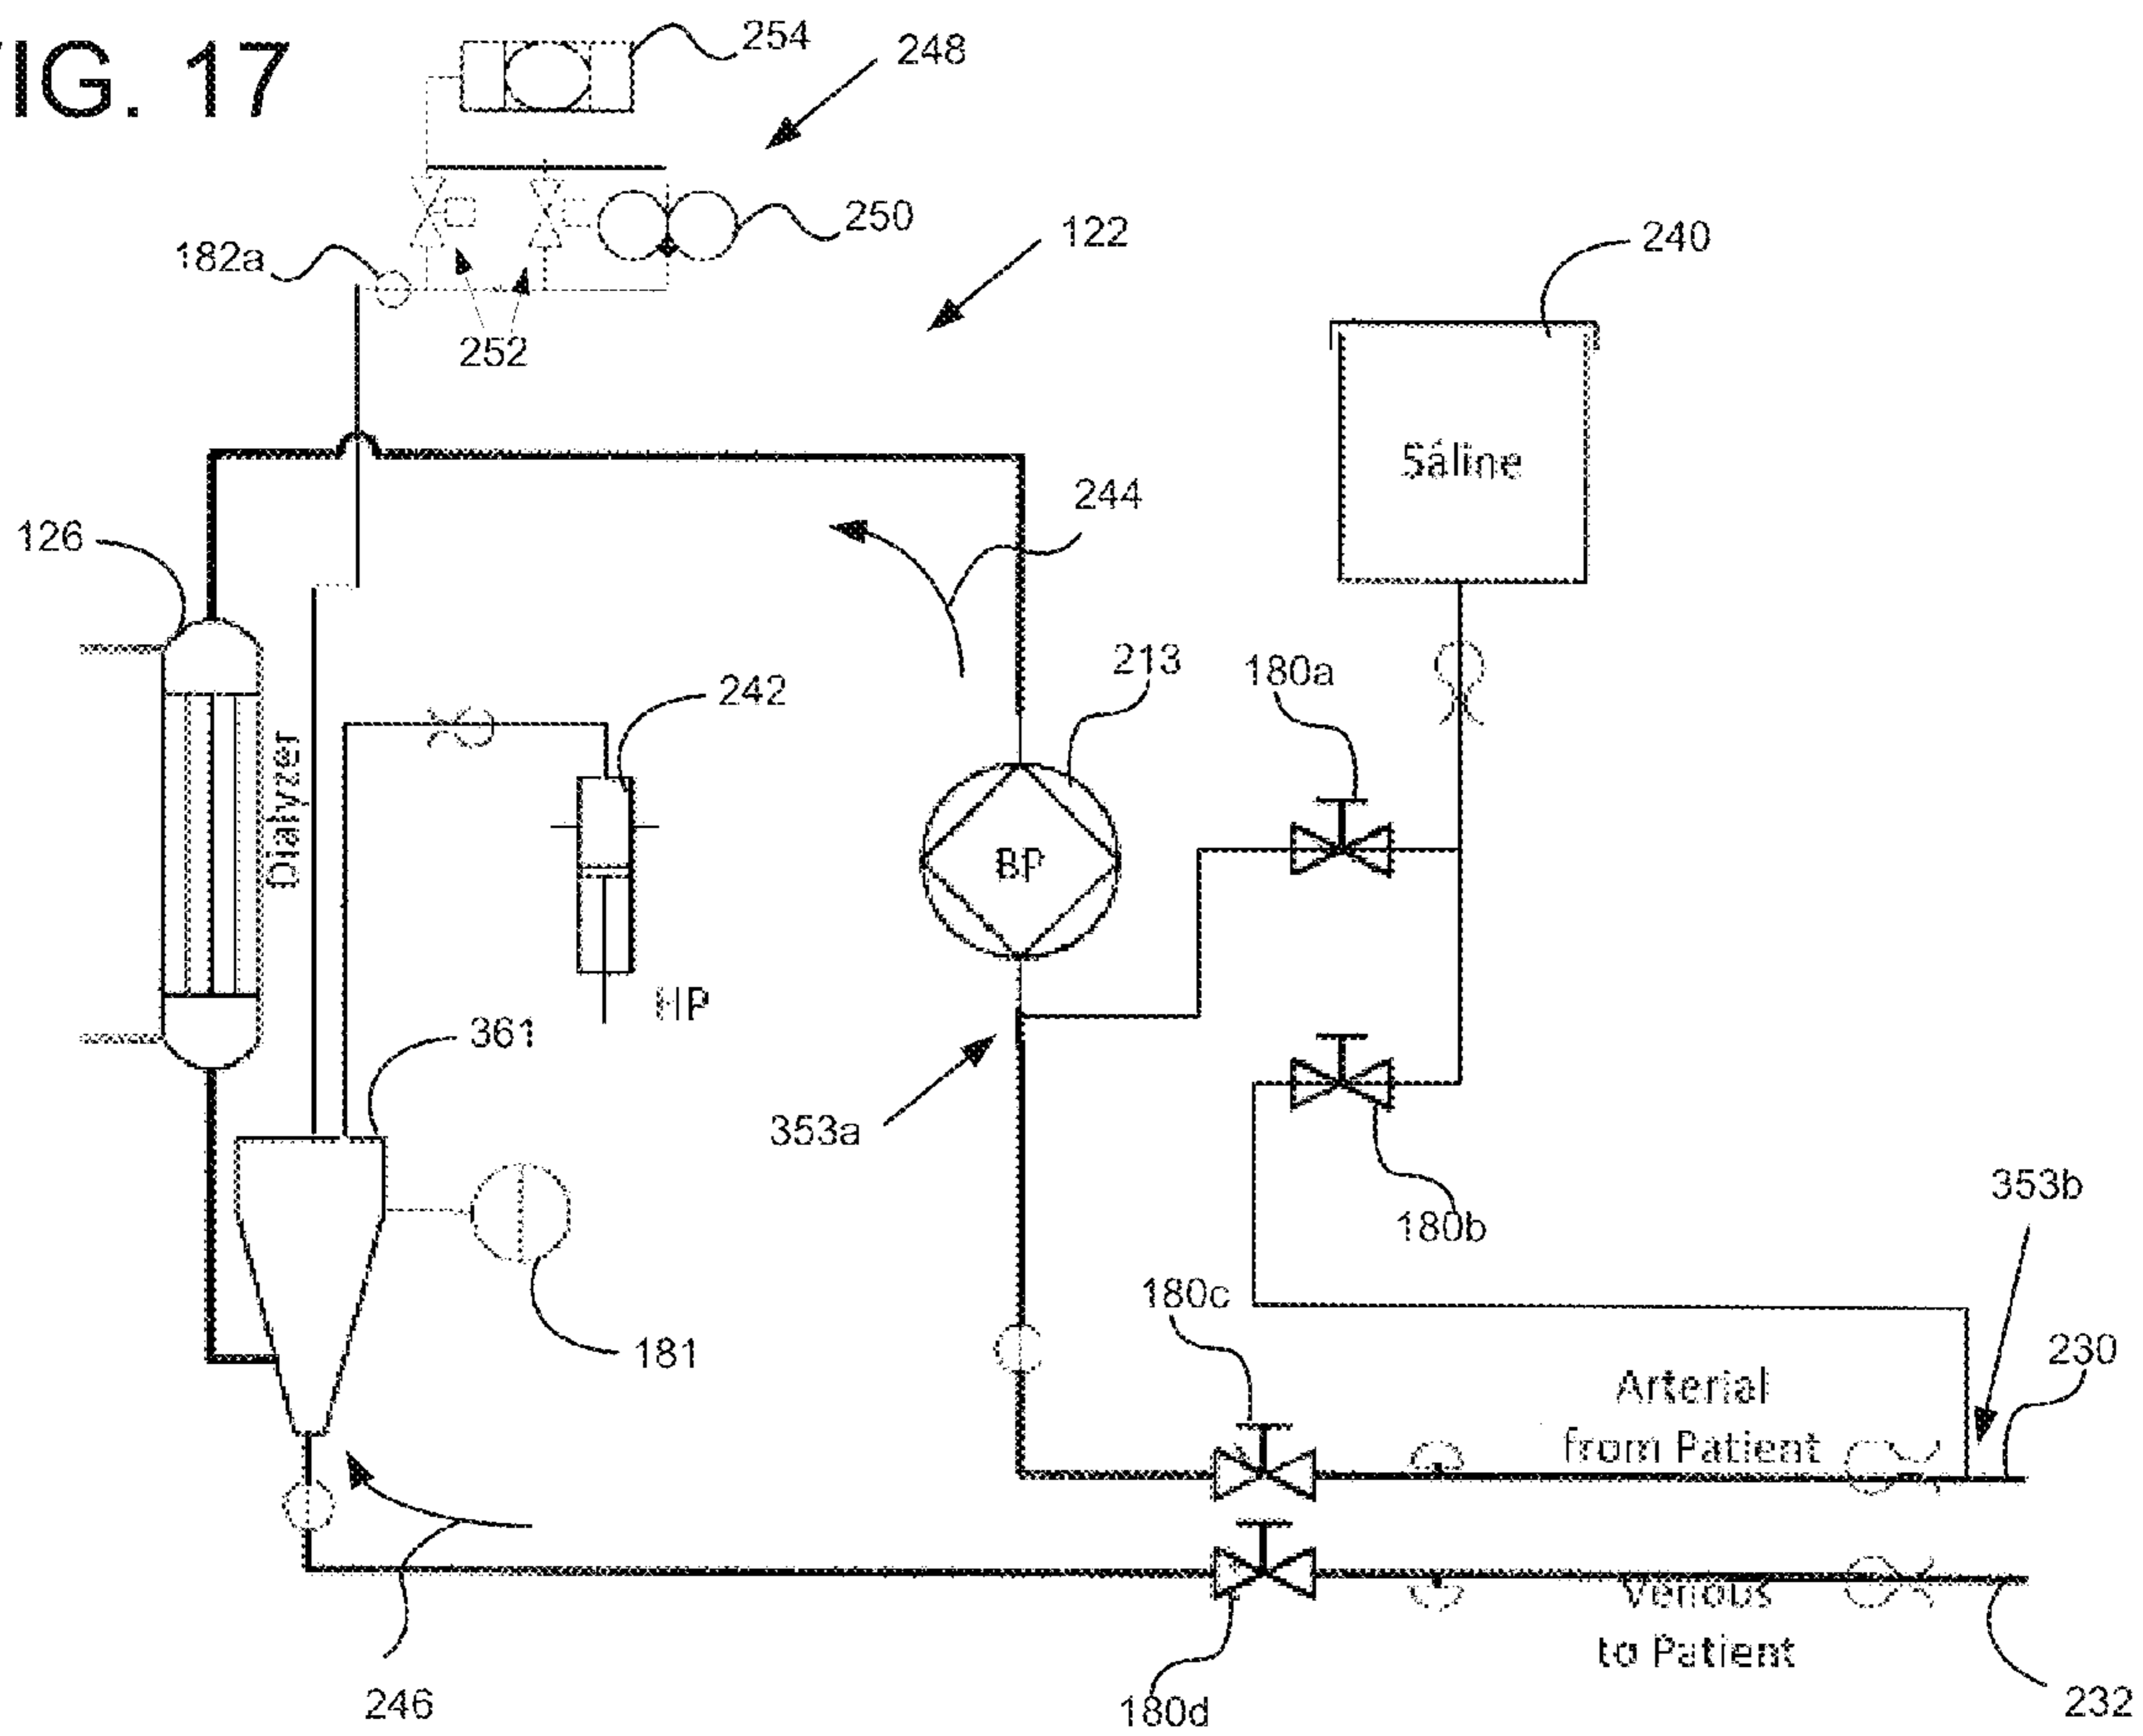 IG. 17
254
248
250
122
182a
252
240
Saline
244
126
213
180a
242
Dialyzer
BP
HP
361
353a
180b
353b
180c
181
230
Arterial
from Patient
Venous
to Patient
246
180d
232